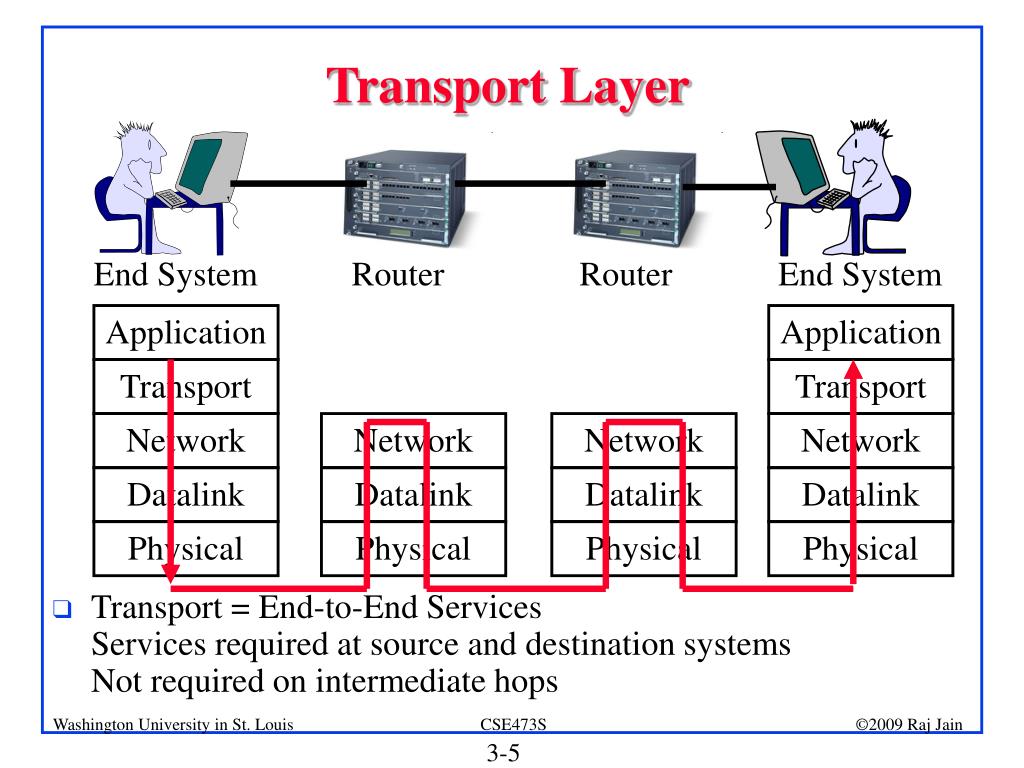 Transport Layer
End System
Router
Router
End System
Application
Transport
Network
Datalink
Physical
Network
Datalink
Physical
Network
Datalink
Physical
Application
Transport
Network
Datalink
Physical
Transport = End-to-End Services
Services required at source and destination systems
Not required on intermediate hops
Washington University in St. Louis
CSE473S
©2009 Raj Jain
3-5